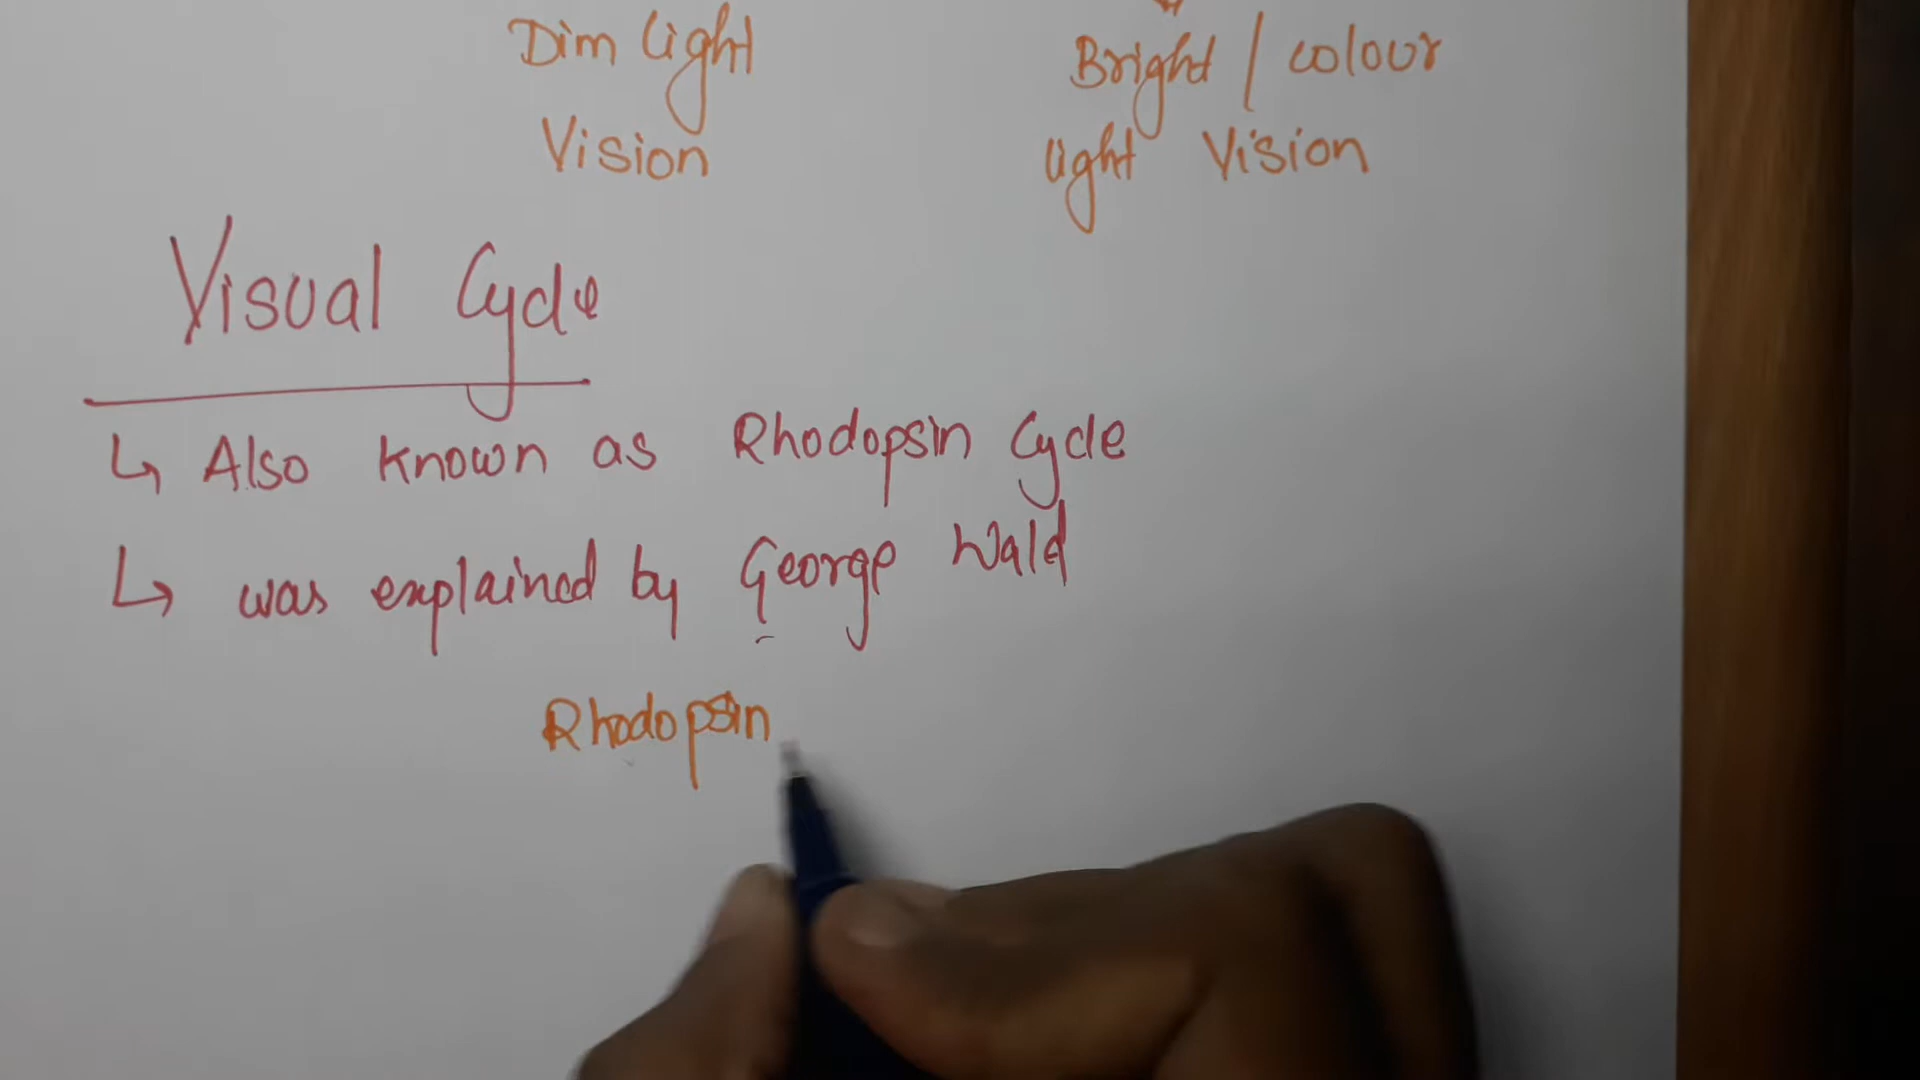 Dim light
Vision
Bright / colour
light Vision
Visual Cycle
↳ Also known as Rhodopsin Cycle
↳ was explained by George Wald
Rhodopsin